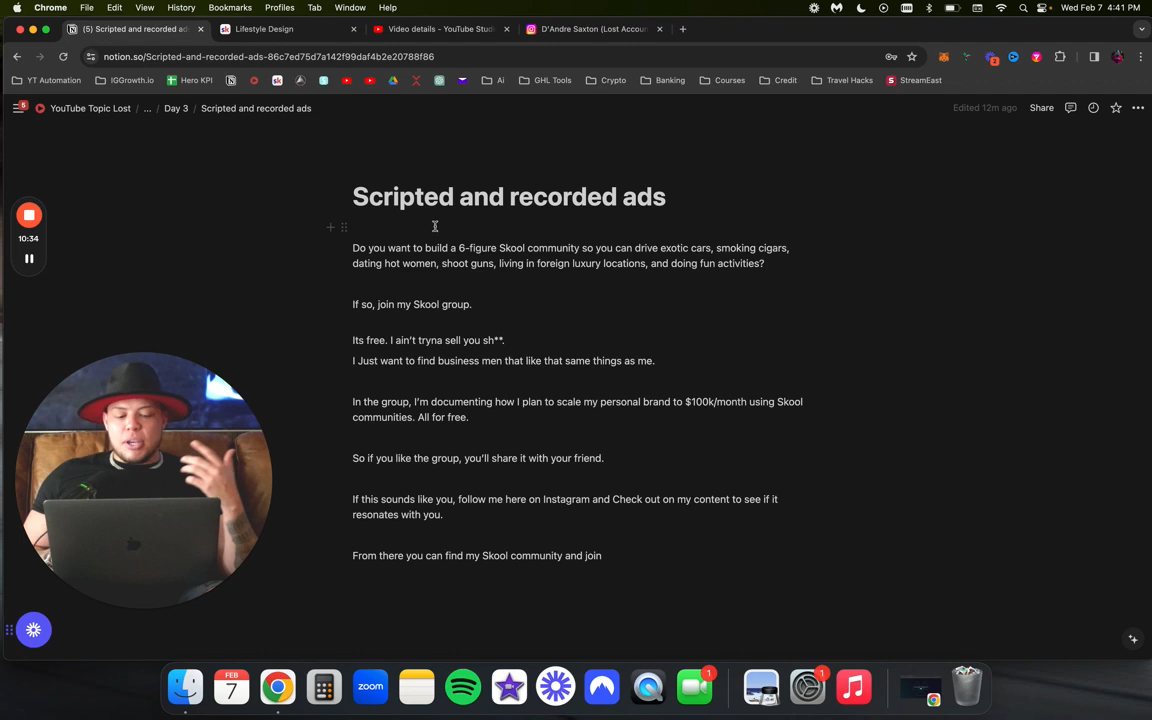 Chrome File Edit View History Bookmarks Profiles Tab Window Help
Wed Feb 7 4:41 PM
(5) Scripted and recorded ads
Lifestyle Design
Video details - YouTube Stud
D'Andre Saxton (Lost Accoun
notion.so/Scripted-and-recorded-ads-86c7ed75d7a142f99daf4b2e20788f86
2
YT Automation
IGGrowth.io
Hero KPI
sk
Ai
GHL Tools
Crypto
Banking
Courses
Credit
Travel Hacks
StreamEast
5
YouTube Topic Lost / ... / Day 3 / Scripted and recorded ads
Edited 12m ago
Share
Scripted and recorded ads
10:34
Do you want to build a 6-figure Skool community so you can drive exotic cars, smoking cigars,
dating hot women, shoot guns, living in foreign luxury locations, and doing fun activities?
If so, join my Skool group.
Its free. I ain't tryna sell you sh**.
I Just want to find business men that like that same things as me.
In the group, I'm documenting how I plan to scale my personal brand to $100k/month using Skool
communities. All for free.
So if you like the group, you'll share it with your friend.
If this sounds like you, follow me here on Instagram and Check out on my content to see if it
resonates with you.
From there you can find my Skool community and join
FEB
7
zoom
1
1